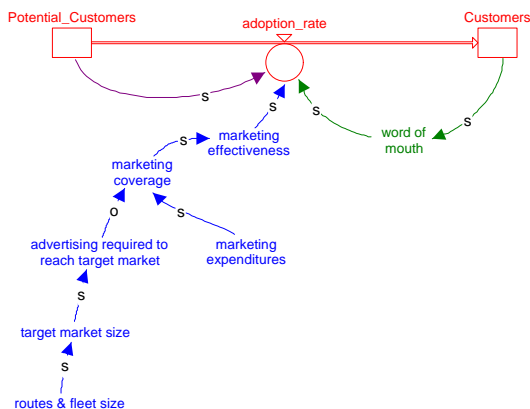 Potential_Customers
adoption_rate
Customers
s
s
s
s
word of
mouth
marketing
effectiveness
s
marketing
coverage
o
s
advertising required to
reach target market
marketing
expenditures
s
target market size
s
routes & fleet size